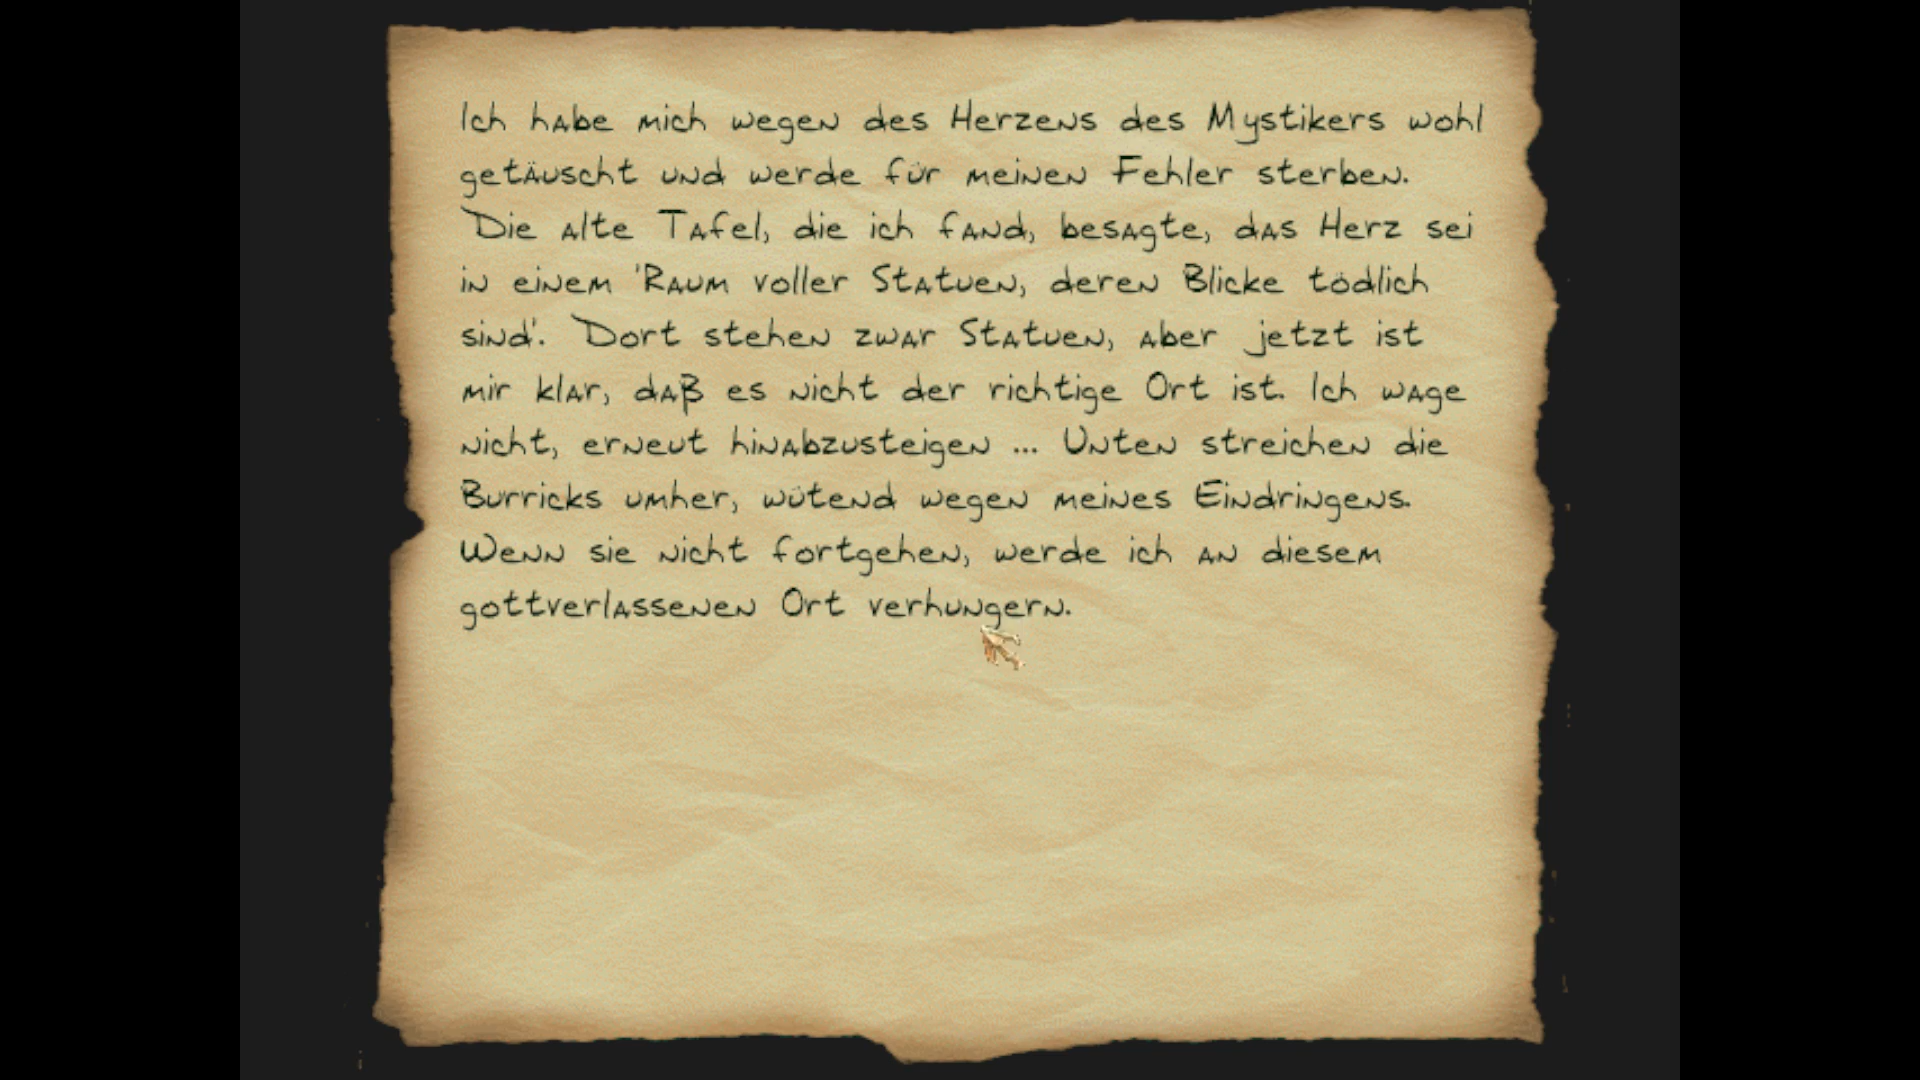 Ich habe mich wegen des Herzens des Mystikers wohl
getäuscht und werde für meinen Fehler sterben.
Die alte Tafel, die ich fand, besagte, das Herz sei
in einem 'Raum voller Statuen, deren Blicke tödlich
sind'. Dort stehen zwar Statuen, aber jetzt ist
mir klar, daß es nicht der richtige Ort ist. Ich wage
nicht, erneut hinabzusteigen ... Unten streichen die
Burricks umher, wütend wegen meines Eindringens.
Wenn sie nicht fortgehen, werde ich an diesem
gottverlassenen Ort verhungern.